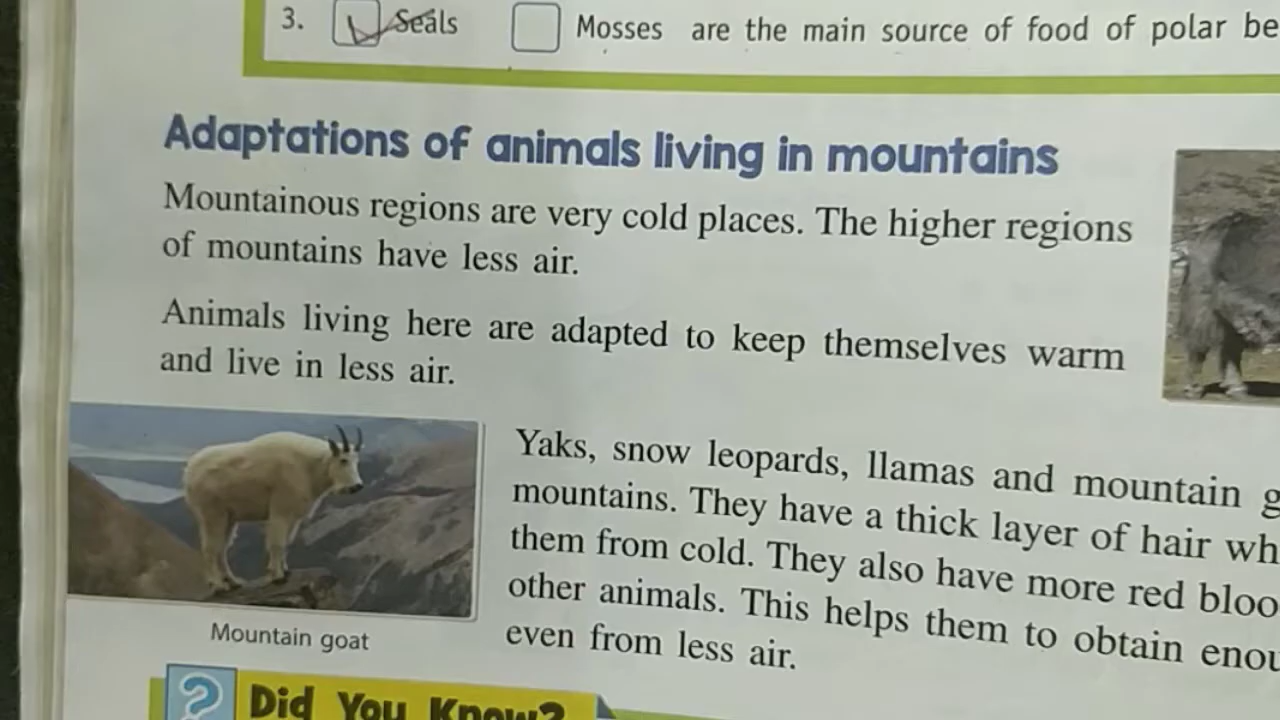 3. Seals Mosses are the main source of food of polar be
Adaptations of animals living in mountains
Mountainous regions are very cold places. The higher regions
of mountains have less air.
Animals living here are adapted to keep themselves warm
and live in less air.
Yaks, snow leopards, llamas and mountain g
mountains. They have a thick layer of hair wh
them from cold. They also have more red bloo
other animals. This helps them to obtain enou
even from less air.
Mountain goat
? Did You Know?